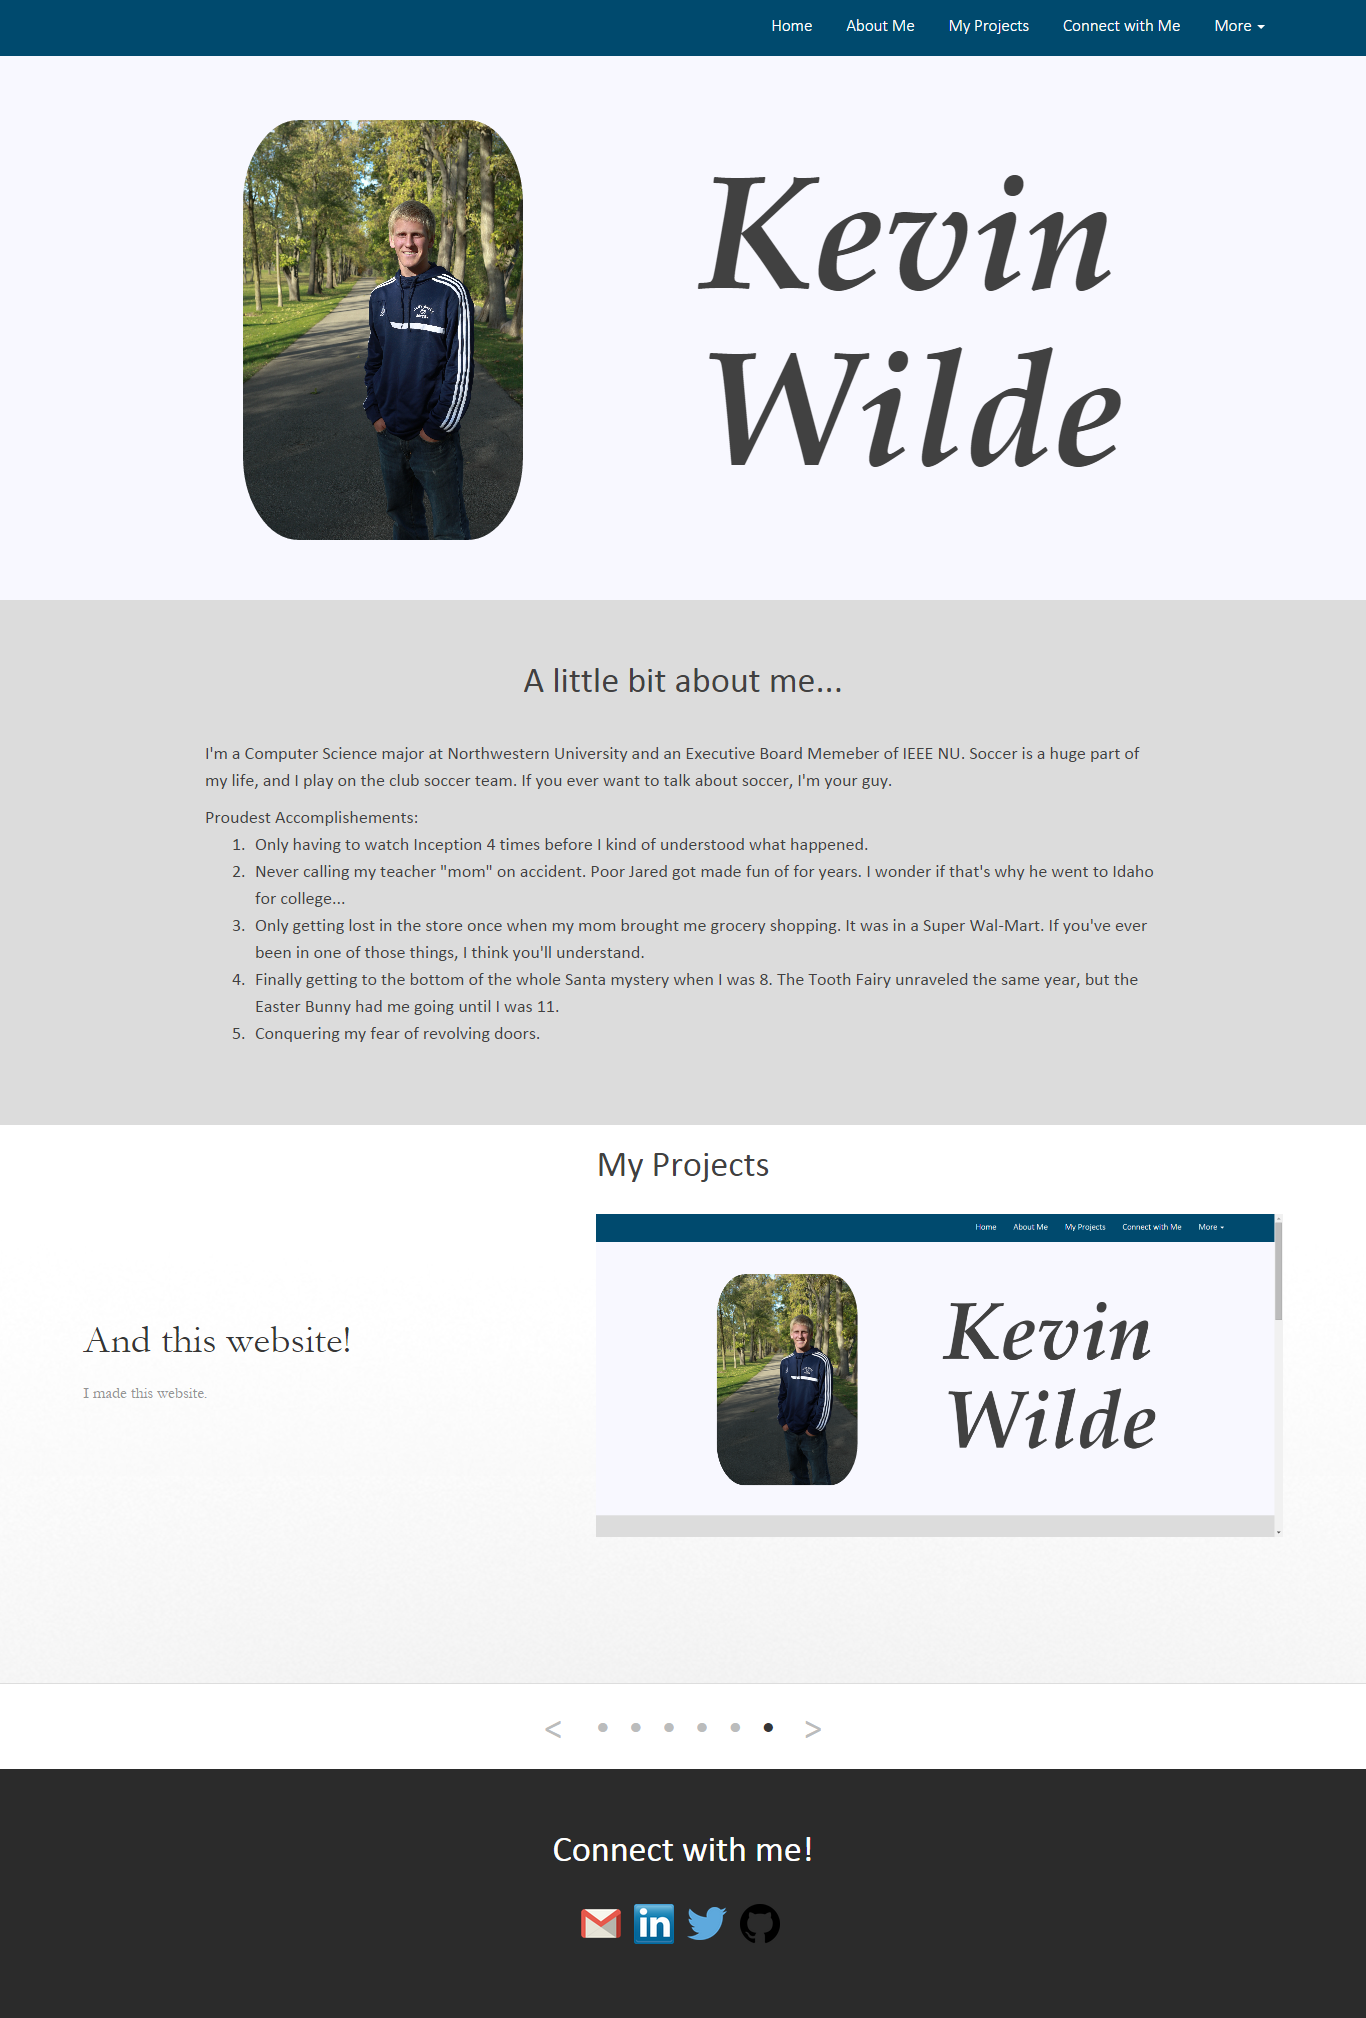 Home About Me My Projects Connect with Me More
Kevin
Wilde
A little bit about me...
I'm a Computer Science major at Northwestern University and an Executive Board Memeber of IEEE NU. Soccer is a huge part of
my life, and I play on the club soccer team. If you ever want to talk about soccer, I'm your guy.
Proudest Accomplishements:
1. Only having to watch Inception 4 times before I kind of understood what happened.
2. Never calling my teacher "mom" on accident. Poor Jared got made fun of for years. I wonder if that's why he went to Idaho
for college...
3. Only getting lost in the store once when my mom brought me grocery shopping. It was in a Super Wal-Mart. If you've ever
been in one of those things, I think you'll understand.
4. Finally getting to the bottom of the whole Santa mystery when I was 8. The Tooth Fairy unraveled the same year, but the
Easter Bunny had me going until I was 11.
5. Conquering my fear of revolving doors.
My Projects
And this website!
I made this website.
Home About Me My Projects Connect with Me More
Kevin
Wilde
< >
Connect with me!
in